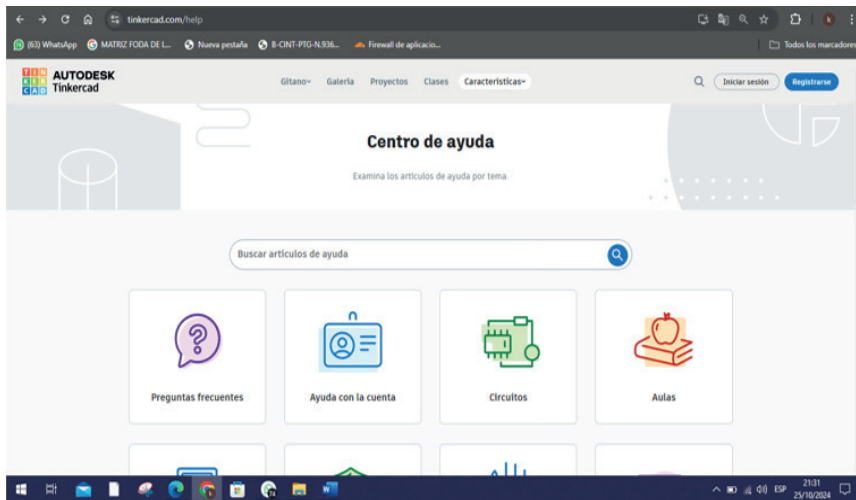 tinkercad.com/help
(63) WhatsApp
MATRIZ FODA DE L...
Nueva pestaña
B-CINT-PTG-N.936...
Firewall de aplicacio...
Todos los marcadores
TIN
KER
CAD
AUTODESK
Tinkercad
Gitano
Galería
Proyectos
Clases
Características
Iniciar sesión
Registrarse
Centro de ayuda
Examina los artículos de ayuda por tema
Buscar artículos de ayuda
Preguntas frecuentes
Ayuda con la cuenta
Circuitos
Aulas
ESP
21:31
25/10/2024